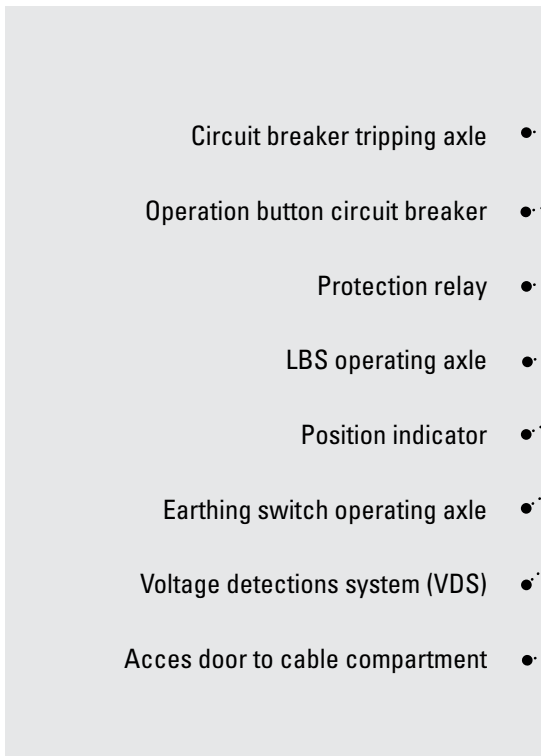 Circuit breaker tripping axle
Operation button circuit breaker
Protection relay
LBS operating axle
Position indicator
Earthing switch operating axle
Voltage detections system (VDS)
Acces door to cable compartment